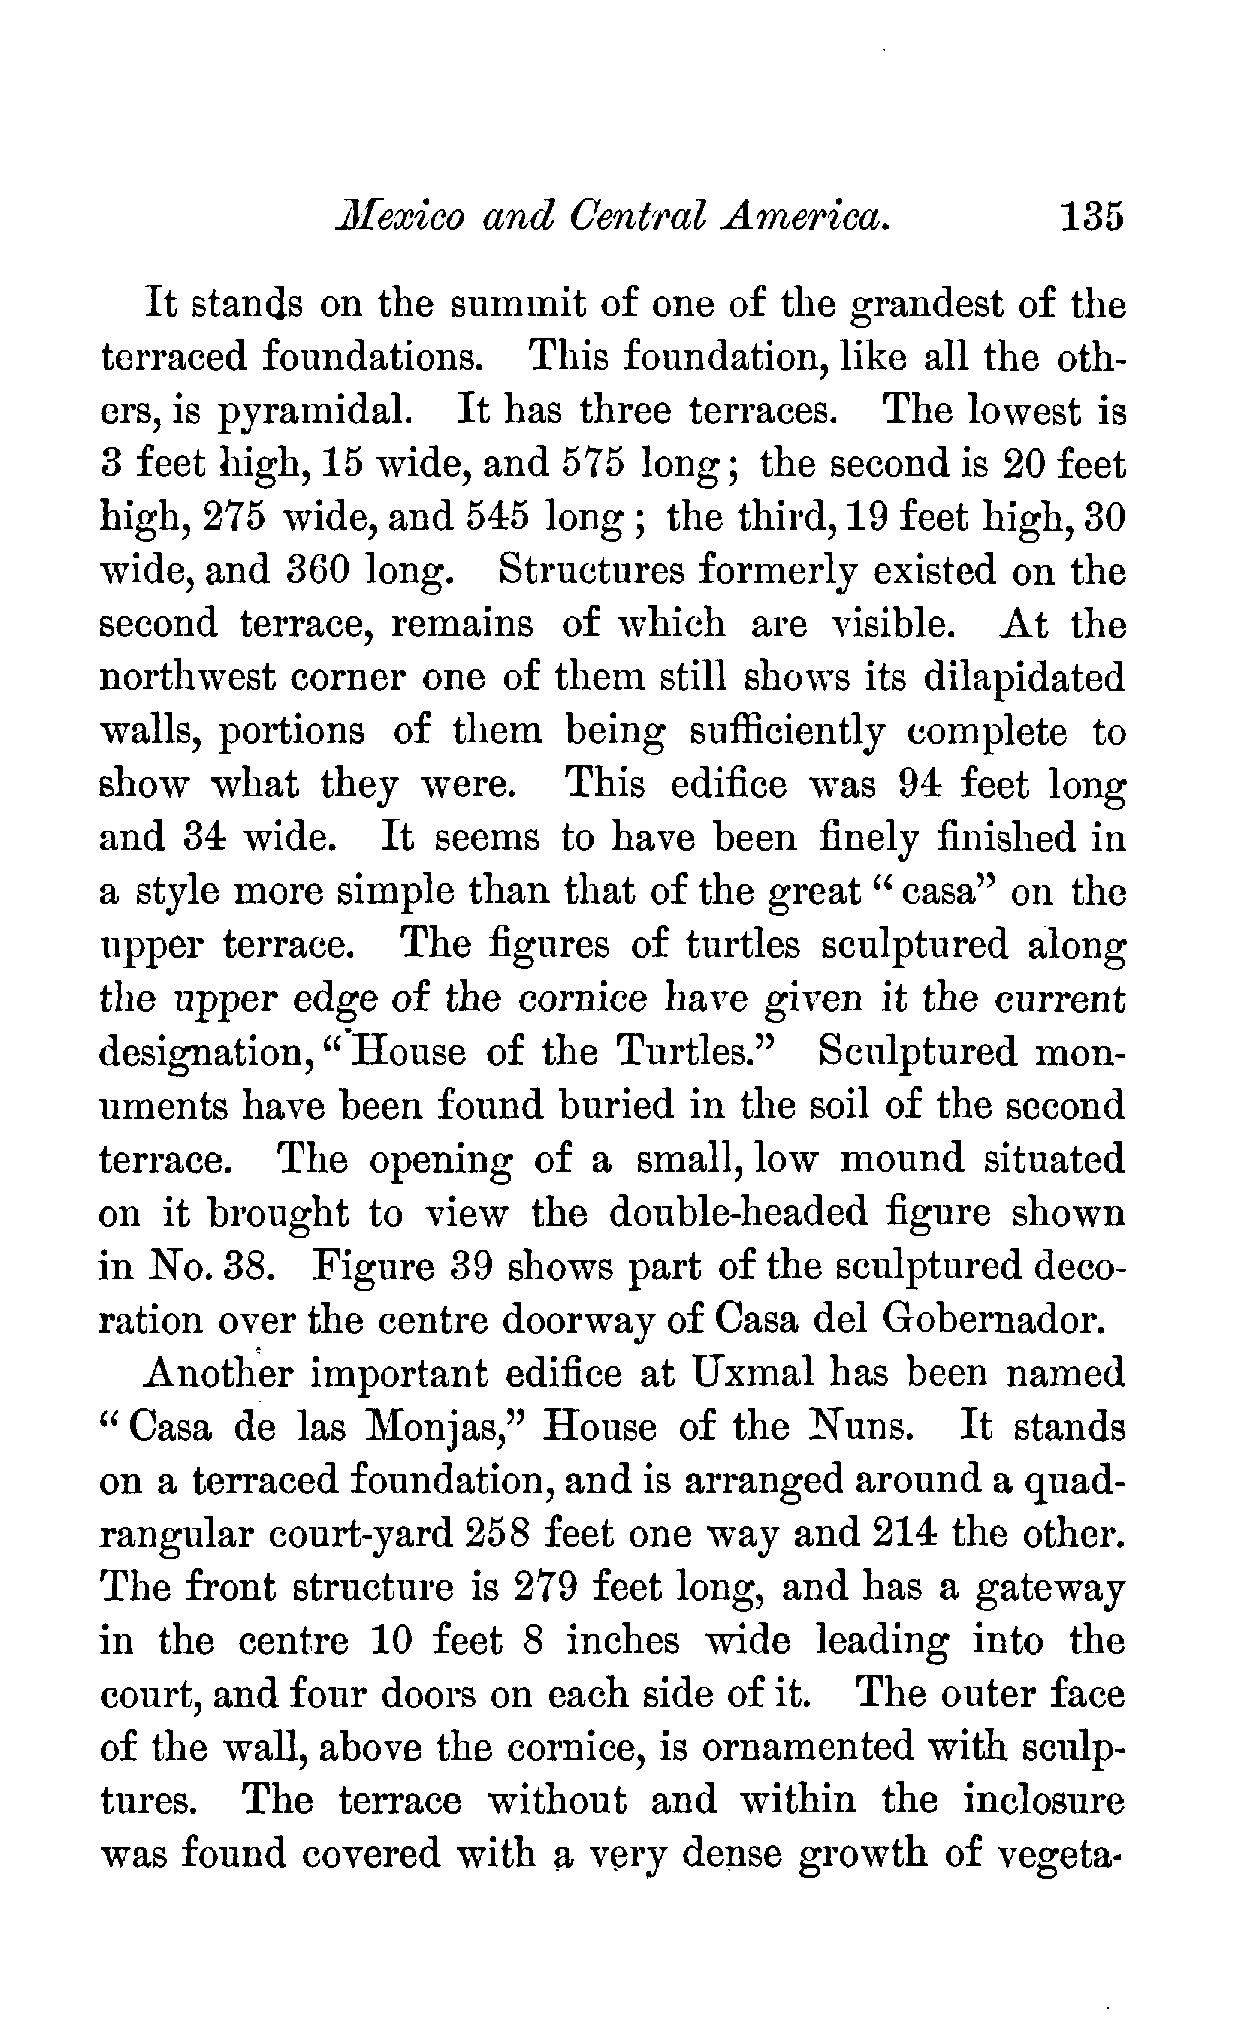 Mexico and Central America. 135
It stands on the summit of one of the grandest of the
terraced foundations. This foundation, like all the oth-
ers, is pyramidal. It has three terraces. The lowest is
3 feet high, 15 wide, and 575 long; the second is 20 feet
high, 275 wide, and 545 long; the third, 19 feet high, 30
wide, and 360 long. Structures formerly existed on the
second terrace, remains of which are visible. At the
northwest corner one of them still shows its dilapidated
walls, portions of them being sufficiently complete to
show what they were. This edifice was 94 feet long
and 34 wide. It seems to have been finely finished in
a style more simple than that of the great “casa” on the
upper terrace. The figures of turtles sculptured along
the upper edge of the cornice have given it the current
designation, “House of the Turtles.” Sculptured mon-
uments have been found buried in the soil of the second
terrace. The opening of a small, low mound situated
on it brought to view the double-headed figure shown
in No. 38. Figure 39 shows part of the sculptured deco-
ration over the centre doorway of Casa del Gobernador.
Another important edifice at Uxmal has been named
“Casa de las Monjas,” House of the Nuns. It stands
on a terraced foundation, and is arranged around a quad-
rangular court-yard 258 feet one way and 214 the other.
The front structure is 279 feet long, and has a gateway
in the centre 10 feet 8 inches wide leading into the
court, and four doors on each side of it. The outer face
of the wall, above the cornice, is ornamented with sculp-
tures. The terrace without and within the inclosure
was found covered with a very dense growth of vegeta-